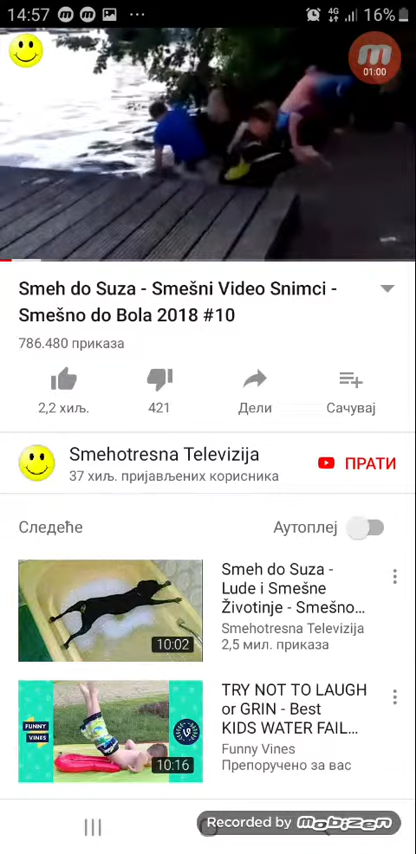 14:57
4G
16%
01:00
Smeh do Suza - Smešni Video Snimci -
Smešno do Bola 2018 #10
786.480 приказа
2,2 хиљ.
421
Дели
Сачувај
Smehotresna Televizija
37 хиљ. пријављених корисника
ПРАТИ
Следеће
Аутоплеј
Smeh do Suza -
Lude i Smešne
Životinje - Smešno...
Smehotresna Televizija
2,5 мил. приказа
10:02
TRY NOT TO LAUGH
or GRIN - Best
KIDS WATER FAIL...
Funny Vines
Препоручено за вас
FUNNY
VINES
10:16
Recorded by mobizen